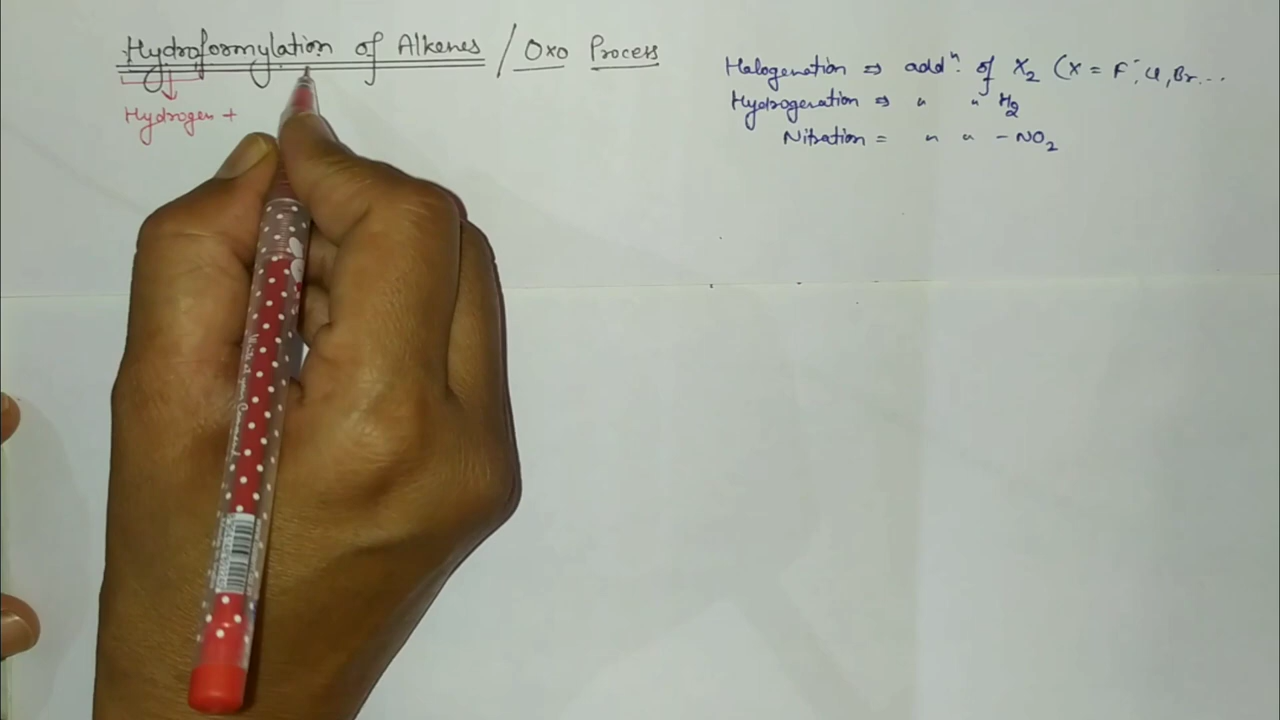 Hydroformylation of Alkenes / Oxo Process
Hydrogen +
Halogenation ⇒ addⁿ. of X₂ (X = F, Cl, Br...
Hydrogenation ⇒ " " H₂
Nitration = " " - NO₂